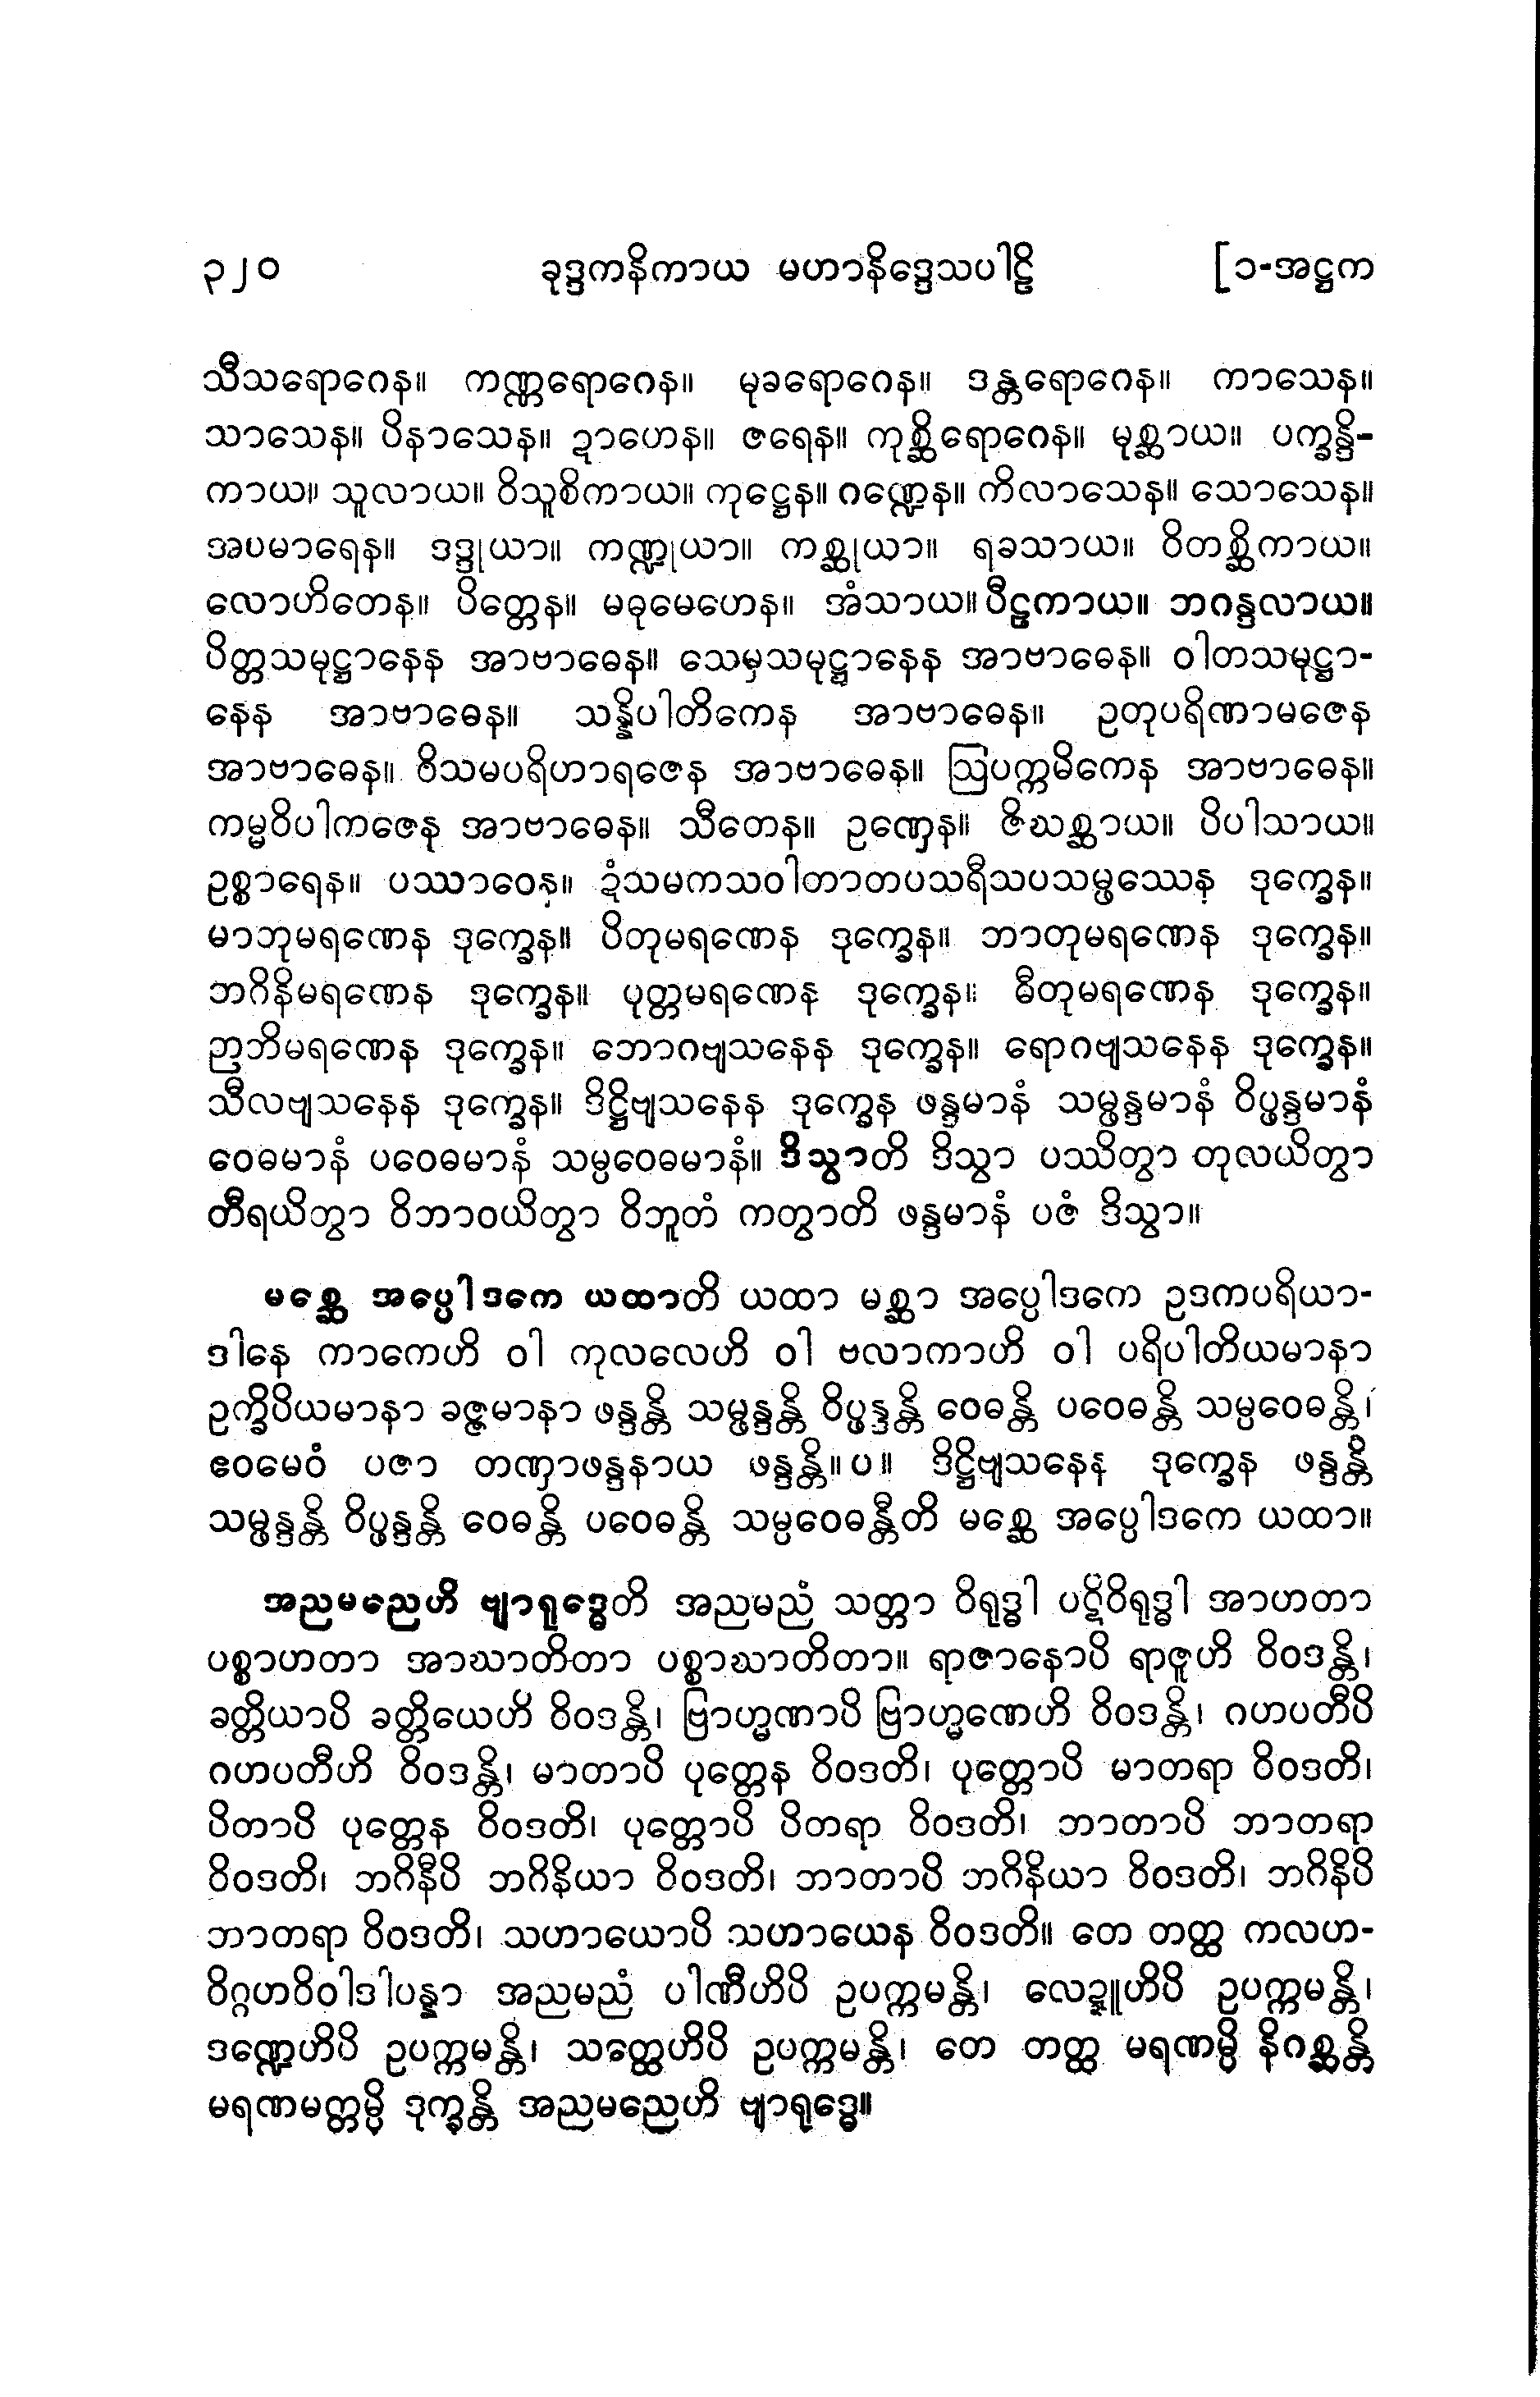 ၃၂၀ ခုဒ္ဒကနိကာယ မဟာနိဒ္ဒေသပါဠိ [၁-အဋ္ဌက
သီသရောဂေန။ ကဏ္ဏရောဂေန။ မုခရောဂေန။ ဒန္တရောဂေန။ ကာသေန။
သာသေန။ ပိနာသေန။ ဍာဟေန။ ဇရေန။ ကုစ္ဆိရောဂေန။ မုစ္ဆာယ။ ပက္ခန္ဒိ-
ကာယ။ သူလာယ။ ဝိသူစိကာယ။ ကုဋ္ဌေန။ ဂဏ္ဍေန။ ကိလာသေန။ သောသေန။
အပမာရေန။ ဒဒ္ဒုယာ။ ကဏ္ဍုယာ။ ကစ္ဆုယာ။ ရခသာယ။ ဝိတစ္ဆိကာယ။
လောဟိတေန။ ပိတ္တေန။ မဓုမေဟေန။ အံသာယ။ ပီဠကာယ။ ဘဂန္ဒလာယ။
ပိတ္တသမုဋ္ဌာနေန အာဗာဓေန။ သေမှသမုဋ္ဌာနေန အာဗာဓေန။ ဝါတသမုဋ္ဌာ-
နေန အာဗာဓေန။ သန္နိပါတိကေန အာဗာဓေန။ ဥတုပရိဏာမဇေန
အာဗာဓေန။ ဝိသမပရိဟာရဇေန အာဗာဓေန။ ဩပက္ကမိကေန အာဗာဓေန။
ကမ္မဝိပါကဇေန အာဗာဓေန။ သီတေန။ ဥဏှေန။ ဇိဃစ္ဆာယ။ ပိပါသာယ။
ဥစ္စာရေန။ ပဿာဝေန။ ဍံသမကသဝါတာတပသရီသပသမ္ဖဿေန ဒုက္ခေန။
မာတုမရဏေန ဒုက္ခေန။ ပိတုမရဏေန ဒုက္ခေန။ ဘာတုမရဏေန ဒုက္ခေန။
ဘဂိနိမရဏေန ဒုက္ခေန။ ပုတ္တမရဏေန ဒုက္ခေန။ ဓီတုမရဏေန ဒုက္ခေန။
ဉာတိမရဏေန ဒုက္ခေန။ ဘောဂဗျသနေန ဒုက္ခေန။ ရောဂဗျသနေန ဒုက္ခေန။
သီလဗျသနေန ဒုက္ခေန။ ဒိဋ္ဌိဗျသနေန ဒုက္ခေန ဖန္ဒမာနံ သမ္ဖန္ဒမာနံ ဝိပ္ဖန္ဒမာနံ
ဝေဓမာနံ ပဝေဓမာနံ သမ္ပဝေဓမာနံ။ ဒိသွာတိ ဒိသွာ ပဿိတွာ တုလယိတွာ
တီရယိတွာ ဝိဘာဝယိတွာ ဝိဘူတံ ကတွာတိ ဖန္ဒမာနံ ပဇံ ဒိသွာ။
မစ္ဆေ အပ္ပေါဒကေ ယထာတိ ယထာ မစ္ဆာ အပ္ပေါဒကေ ဥဒကပရိယာ-
ဒါနေ ကာကေဟိ ဝါ ကုလလေဟိ ဝါ ဗလာကာဟိ ဝါ ပရိပါတိယမာနာ
ဥက္ခိပိယမာနာ ခဇ္ဇမာနာ ဖန္ဒန္တိ သမ္ဖန္ဒန္တိ ဝိပ္ဖန္ဒန္တိ ဝေဓန္တိ ပဝေဓန္တိ သမ္ပဝေဓန္တိ၊
ဧဝမေဝံ ပဇာ တဏှာဖန္ဒနာယ ဖန္ဒန္တိ။ ပ။ ဒိဋ္ဌိဗျသနေန ဒုက္ခေန ဖန္ဒန္တိ
သမ္ဖန္ဒန္တိ ဝိပ္ဖန္ဒန္တိ ဝေဓန္တိ ပဝေဓန္တိ သမ္ပဝေဓန္တီတိ မစ္ဆေ အပ္ပေါဒကေ ယထာ။
အညမညေဟိ ဗျာရုဒ္ဓေတိ အညမညံ သတ္တာ ဝိရုဒ္ဓါ ပဋိဝိရုဒ္ဓါ အာဟတာ
ပစ္စာဟတာ အာဃာတိတာ ပစ္စာဃာတိတာ။ ရာဇာနောပိ ရာဇူဟိ ဝိဝဒန္တိ၊
ခတ္တိယာပိ ခတ္တိယေဟိ ဝိဝဒန္တိ၊ ဗြာဟ္မဏာပိ ဗြာဟ္မဏေဟိ ဝိဝဒန္တိ၊ ဂဟပတီပိ
ဂဟပတီဟိ ဝိဝဒန္တိ၊ မာတာပိ ပုတ္တေန ဝိဝဒတိ၊ ပုတ္တောပိ မာတရာ ဝိဝဒတိ၊
ပိတာပိ ပုတ္တေန ဝိဝဒတိ၊ ပုတ္တောပိ ပိတရာ ဝိဝဒတိ၊ ဘာတာပိ ဘာတရာ
ဝိဝဒတိ၊ ဘဂိနီပိ ဘဂိနိယာ ဝိဝဒတိ၊ ဘာတာပိ ဘဂိနိယာ ဝိဝဒတိ၊ ဘဂိနိပိ
ဘာတရာ ဝိဝဒတိ၊ သဟာယောပိ သဟာယေန ဝိဝဒတိ။ တေ တတ္ထ ကလဟ-
ဝိဂ္ဂဟဝိဝါဒါပန္နာ အညမညံ ပါဏီဟိပိ ဥပက္ကမန္တိ၊ လေဍ္ဍူဟိပိ ဥပက္ကမန္တိ၊
ဒဏ္ဍေဟိပိ ဥပက္ကမန္တိ၊ သတ္ထေဟိပိ ဥပက္ကမန္တိ၊ တေ တတ္ထ မရဏမ္ပိ နိဂစ္ဆန္တိ
မရဏမတ္တမ္ပိ ဒုက္ခန္တိ အညမညေဟိ ဗျာရုဒ္ဓေ။